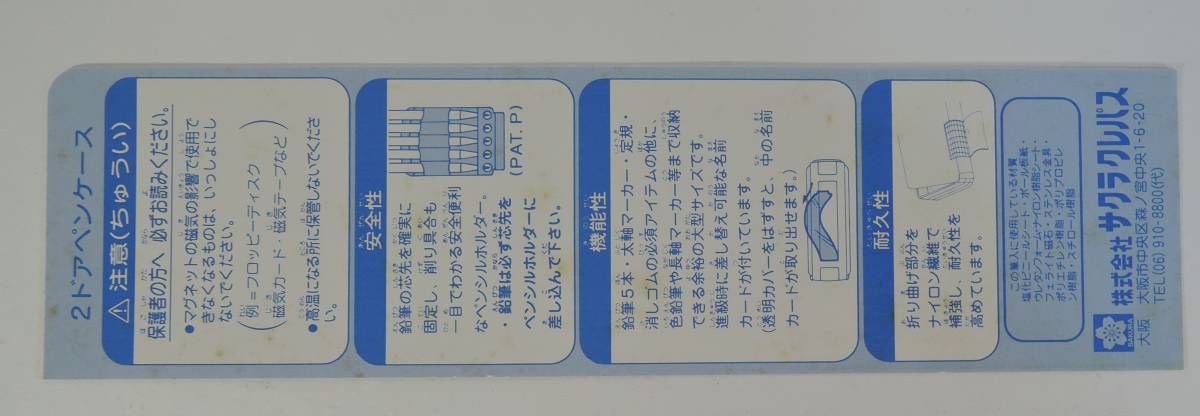 2ドアペンケース
⚠注意(ちゅうい)
保護者の方へ 必ずお読みください。
●マグネットの磁気の影響で使用で
きなくなるものは、いっしょにし
ないでください。
(例=フロッピーディスク
磁気カード・磁気テープなど)
●高温になる所に保管しないでくださ
い。
安全性
鉛筆の芯先を確実に
固定し、削り具合も
一目でわかる安全便利
なペンシルホルダー。
・鉛筆は必ず芯先を
ペンシルホルダーに
差し込んで下さい。
(PAT. P)
機能性
鉛筆5本・太軸マーカー・定規・
消しゴムの必須アイテムの他に、
色鉛筆や長軸マーカー等まで収納
できる余裕の大型サイズです。
進級時に差し替え可能な名前
カードが付いています。
(透明カバーをはずすと、中の名前
カードが取り出せます。)
耐久性
折り曲げ部分を
ナイロン繊維で
補強し、耐久性を
高めています。
この筆入に使用している材質
塩化ビニールシート・ボール板紙・
ウレタンフォーム・ナイロン樹脂シート・
磁石・ステンレス金具・
ポリエチレン樹脂・ポリプロピレ
ン樹脂・スチロール樹脂
SAKURA
株式会社サクラクレパス
大阪 大阪市中央区森ノ宮中央1-6-20
TEL(06)910-8800(代)